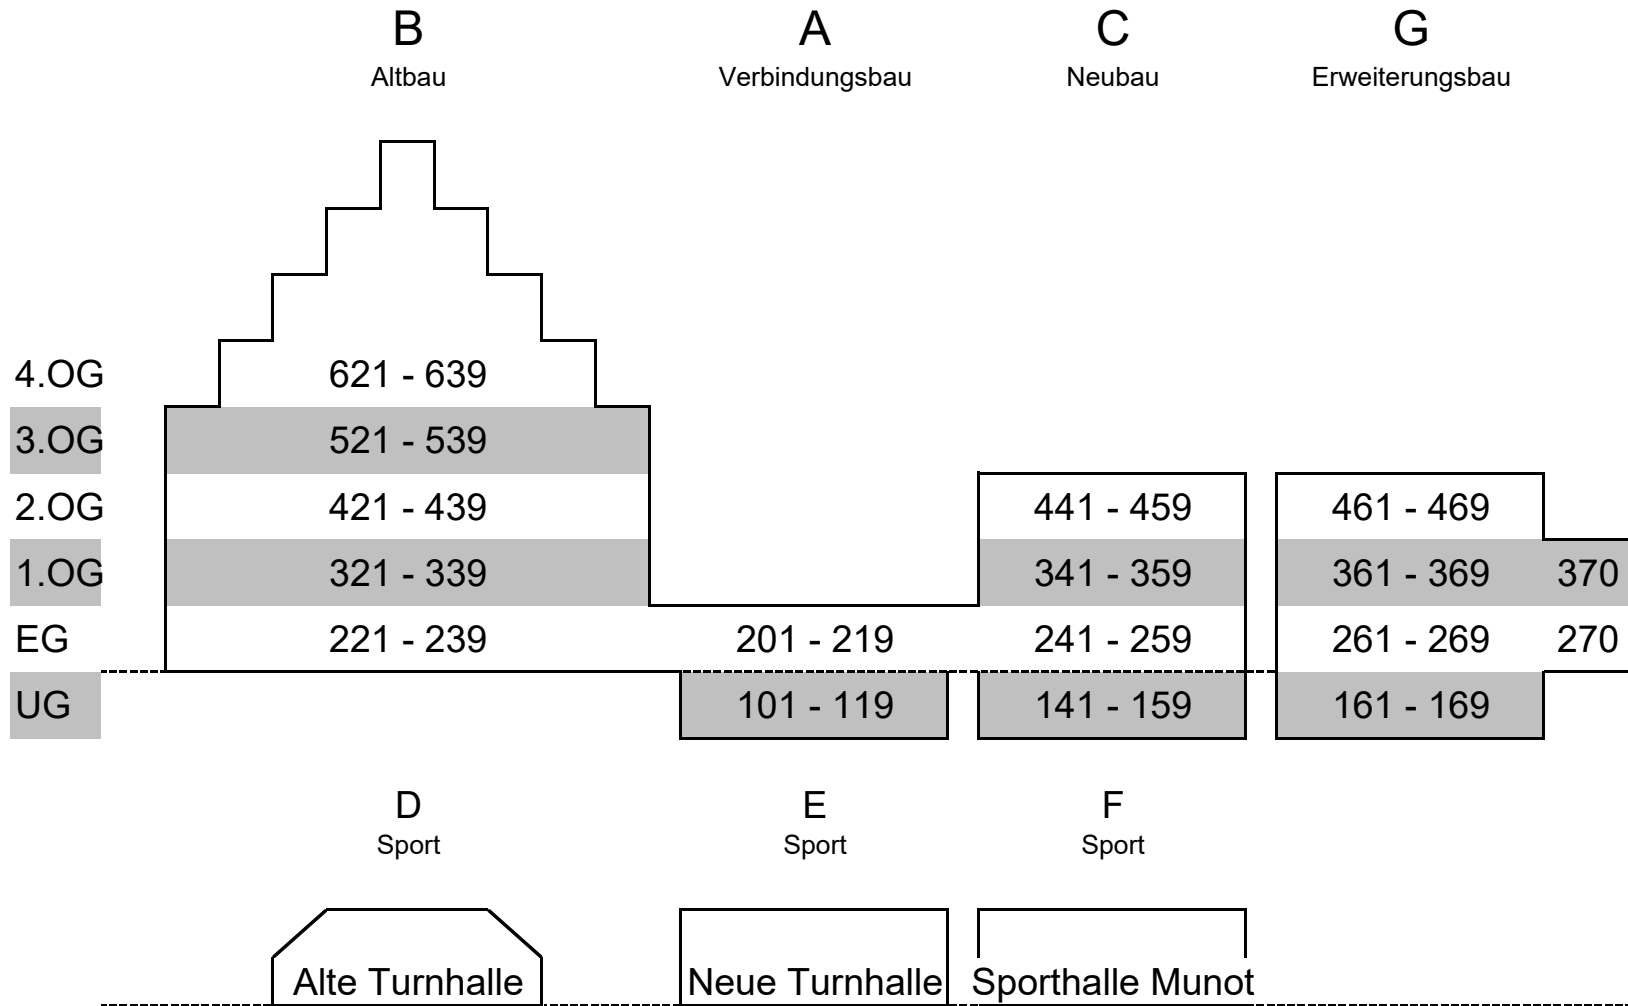 B A C G
Altbau Verbindungsbau Neubau Erweiterungsbau
4.OG 621 - 639
3.OG 521 - 539
2.OG 421 - 439 441 - 459 461 - 469
1.OG 321 - 339 341 - 359 361 - 369 370
EG 221 - 239 201 - 219 241 - 259 261 - 269 270
UG 101 - 119 141 - 159 161 - 169
D E F
Sport Sport Sport
Alte Turnhalle Neue Turnhalle Sporthalle Munot